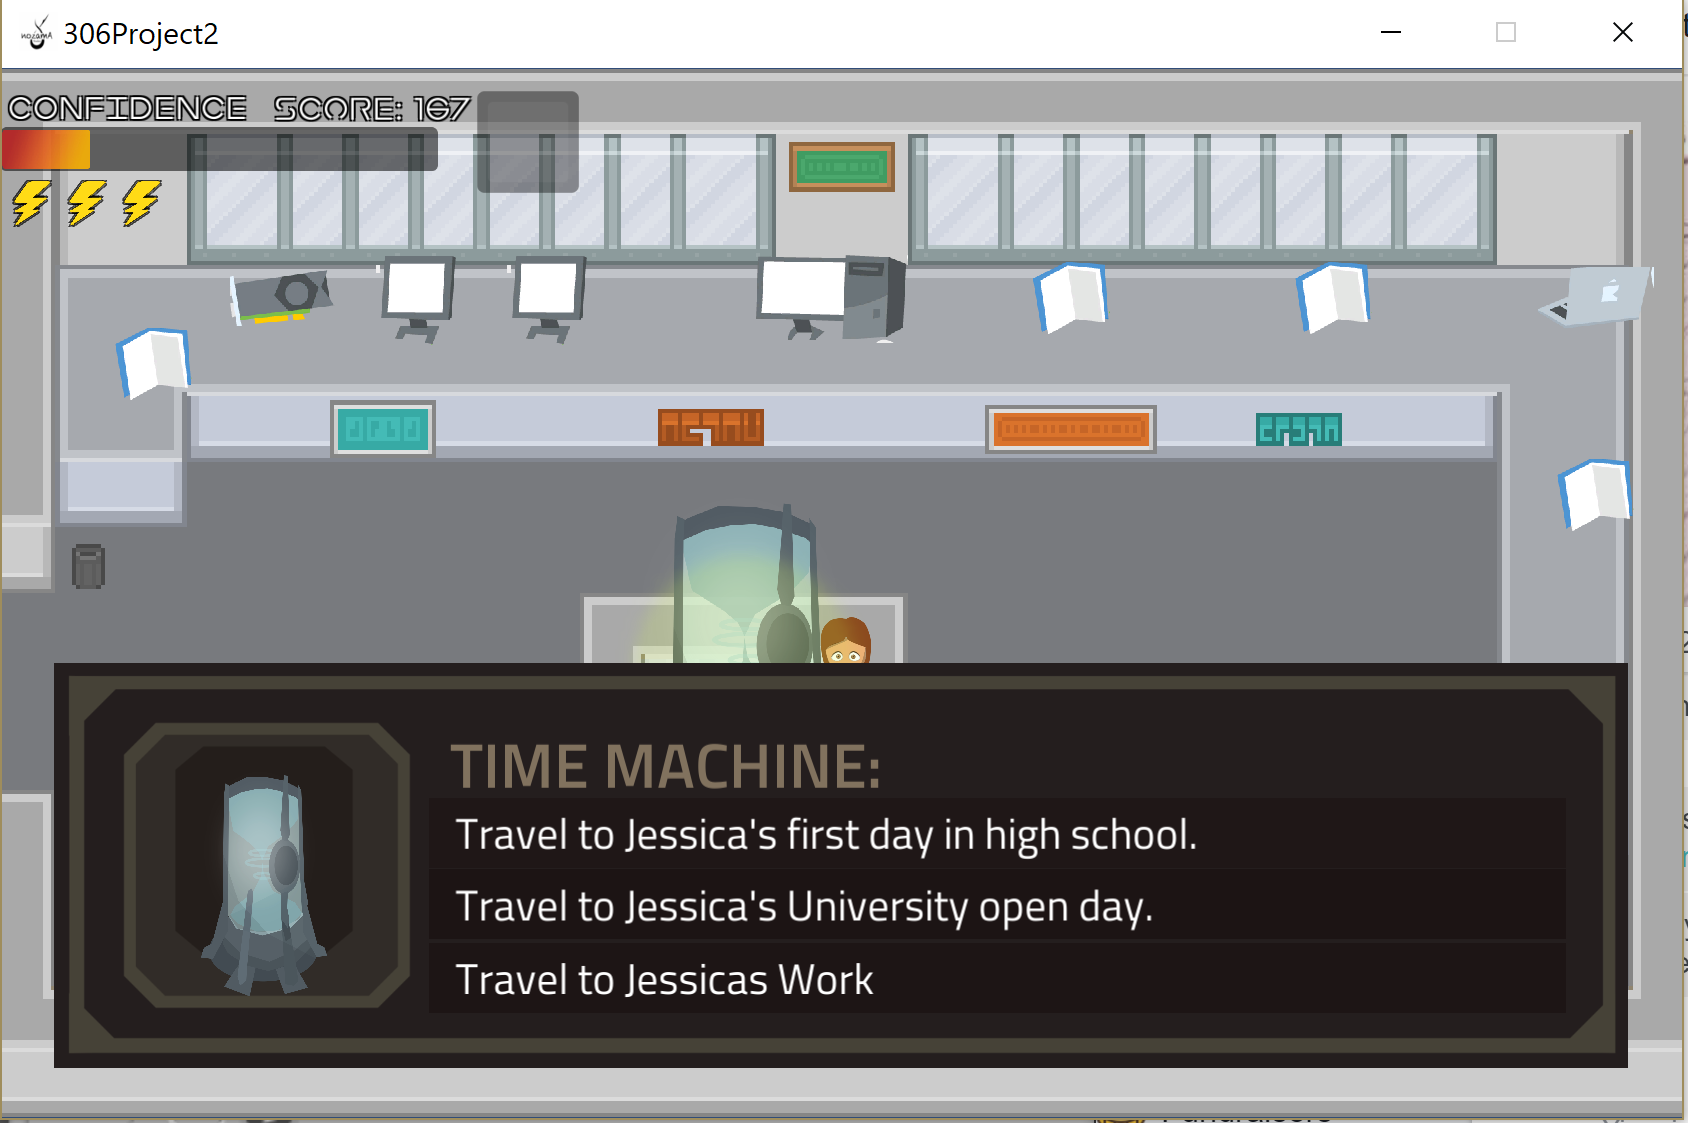 306Project2
CONFIDENCE SCORE: 167
TIME MACHINE:
Travel to Jessica's first day in high school.
Travel to Jessica's University open day.
Travel to Jessicas Work